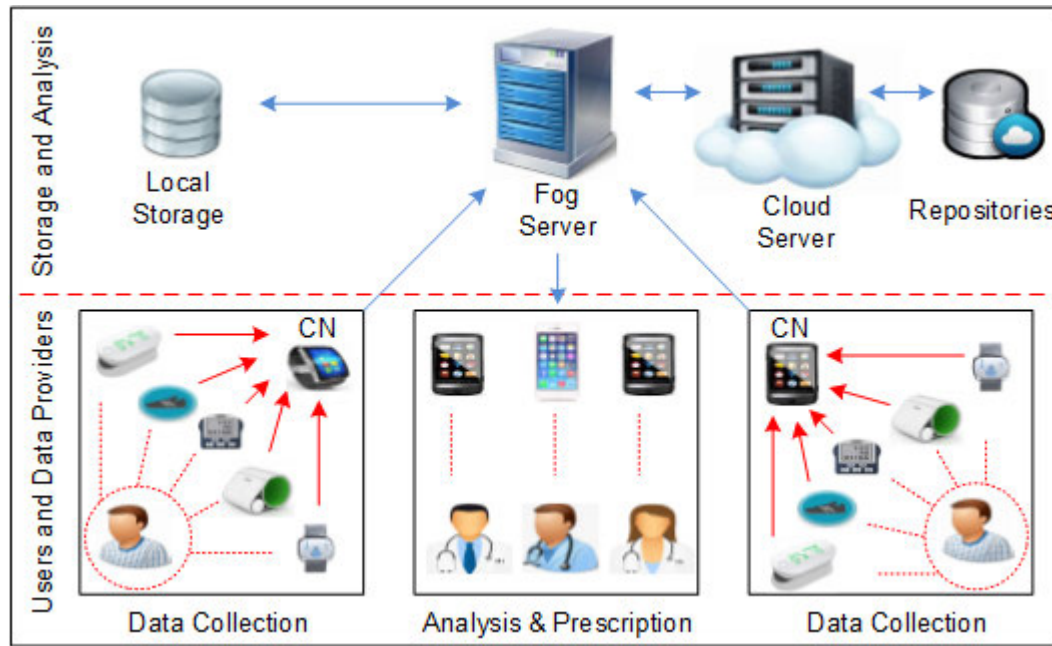 Storage and Analysis
Local
Storage
Fog
Server
Cloud
Server
Repositories
Users and Data Providers
CN
CN
Data Collection
Analysis & Prescription
Data Collection